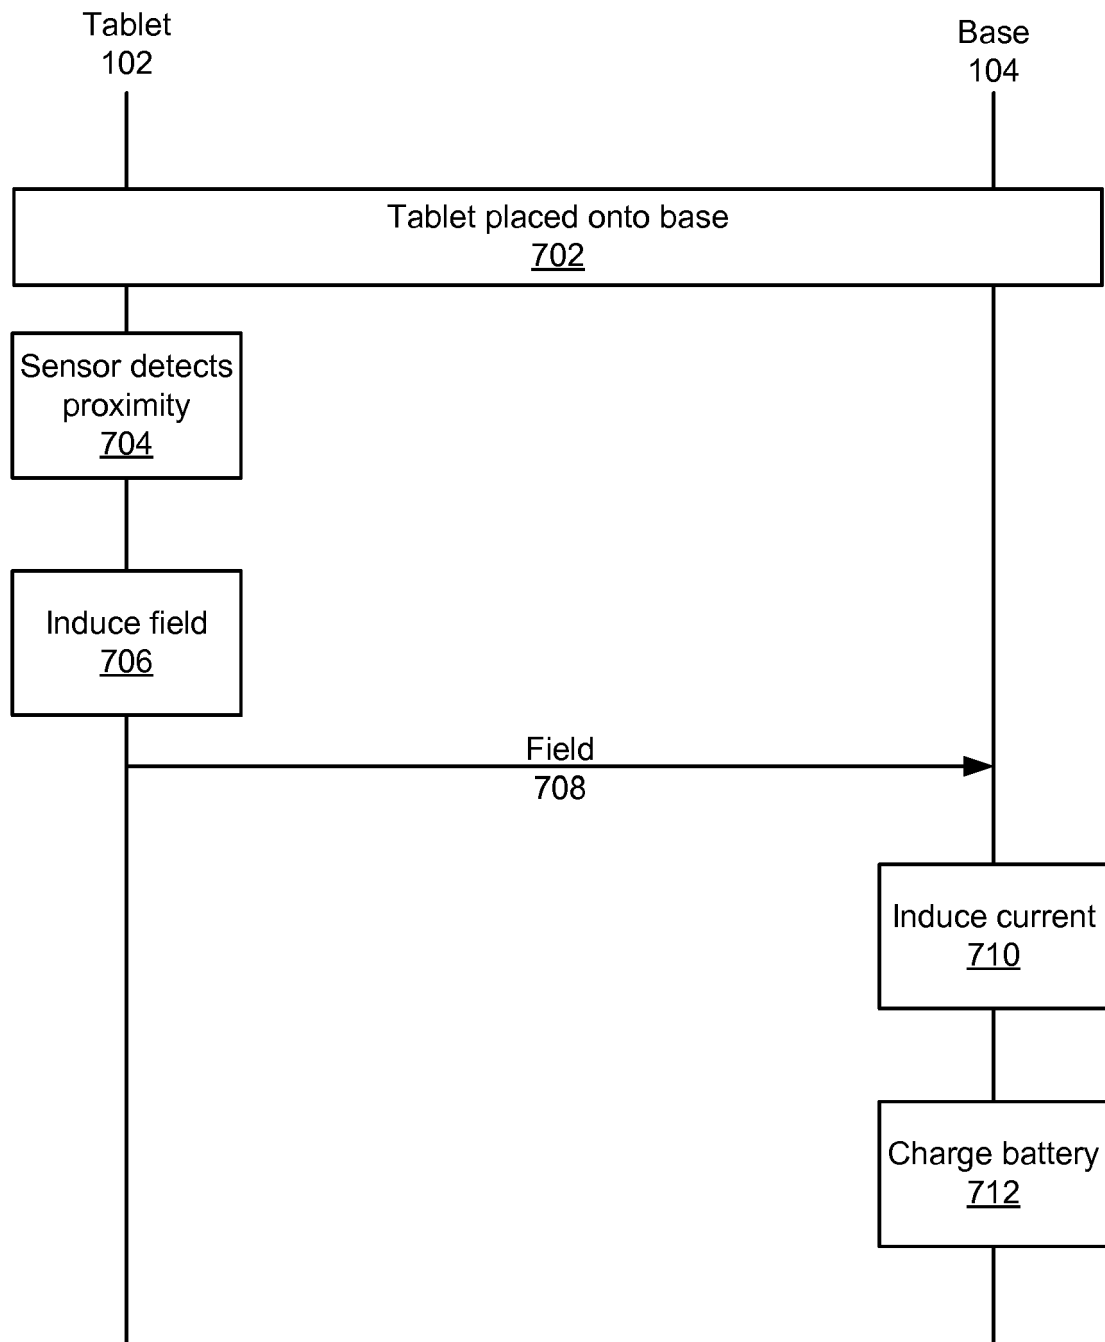 Tablet
102
Base
104
Tablet placed onto base
702
Sensor detects
proximity
704
Induce field
706
Field
708
Induce current
710
Charge battery
712